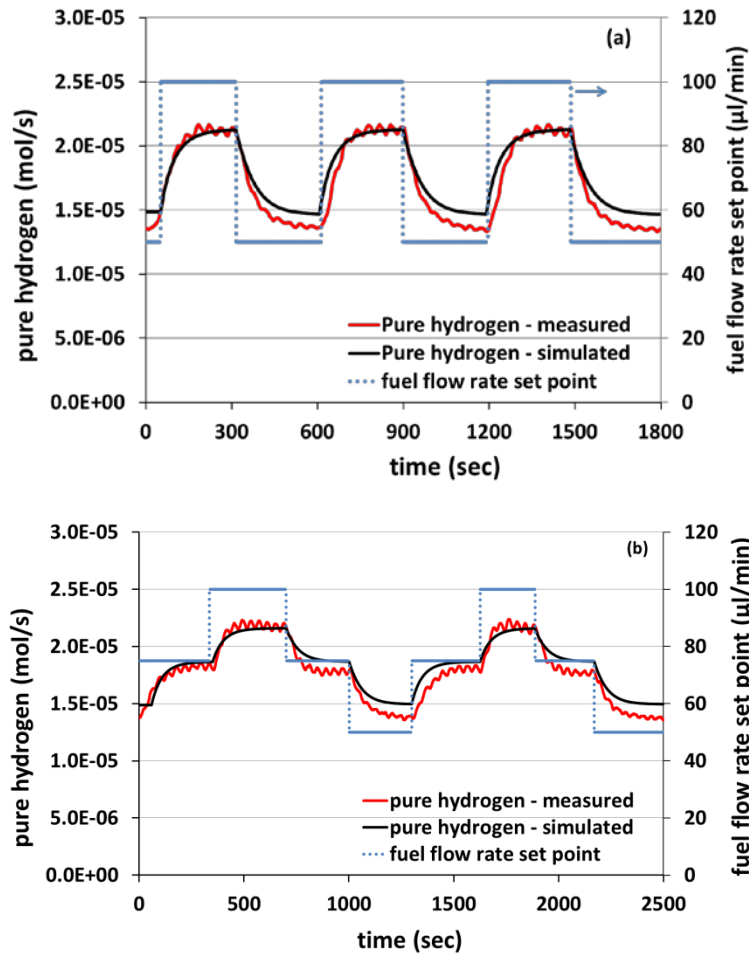 (a)
pure hydrogen (mol/s)
3.0E-05
2.5E-05
2.0E-05
1.5E-05
1.0E-05
5.0E-06
0.0E+00
120
100
80
60
40
20
0
fuel flow rate set point (µl/min)
Pure hydrogen - measured
Pure hydrogen - simulated
fuel flow rate set point
0 300 600 900 1200 1500 1800
time (sec)
(b)
pure hydrogen (mol/s)
3.0E-05
2.5E-05
2.0E-05
1.5E-05
1.0E-05
5.0E-06
0.0E+00
120
100
80
60
40
20
0
fuel flow rate set point (µl/min)
pure hydrogen - measured
pure hydrogen - simulated
fuel flow rate set point
0 500 1000 1500 2000 2500
time (sec)